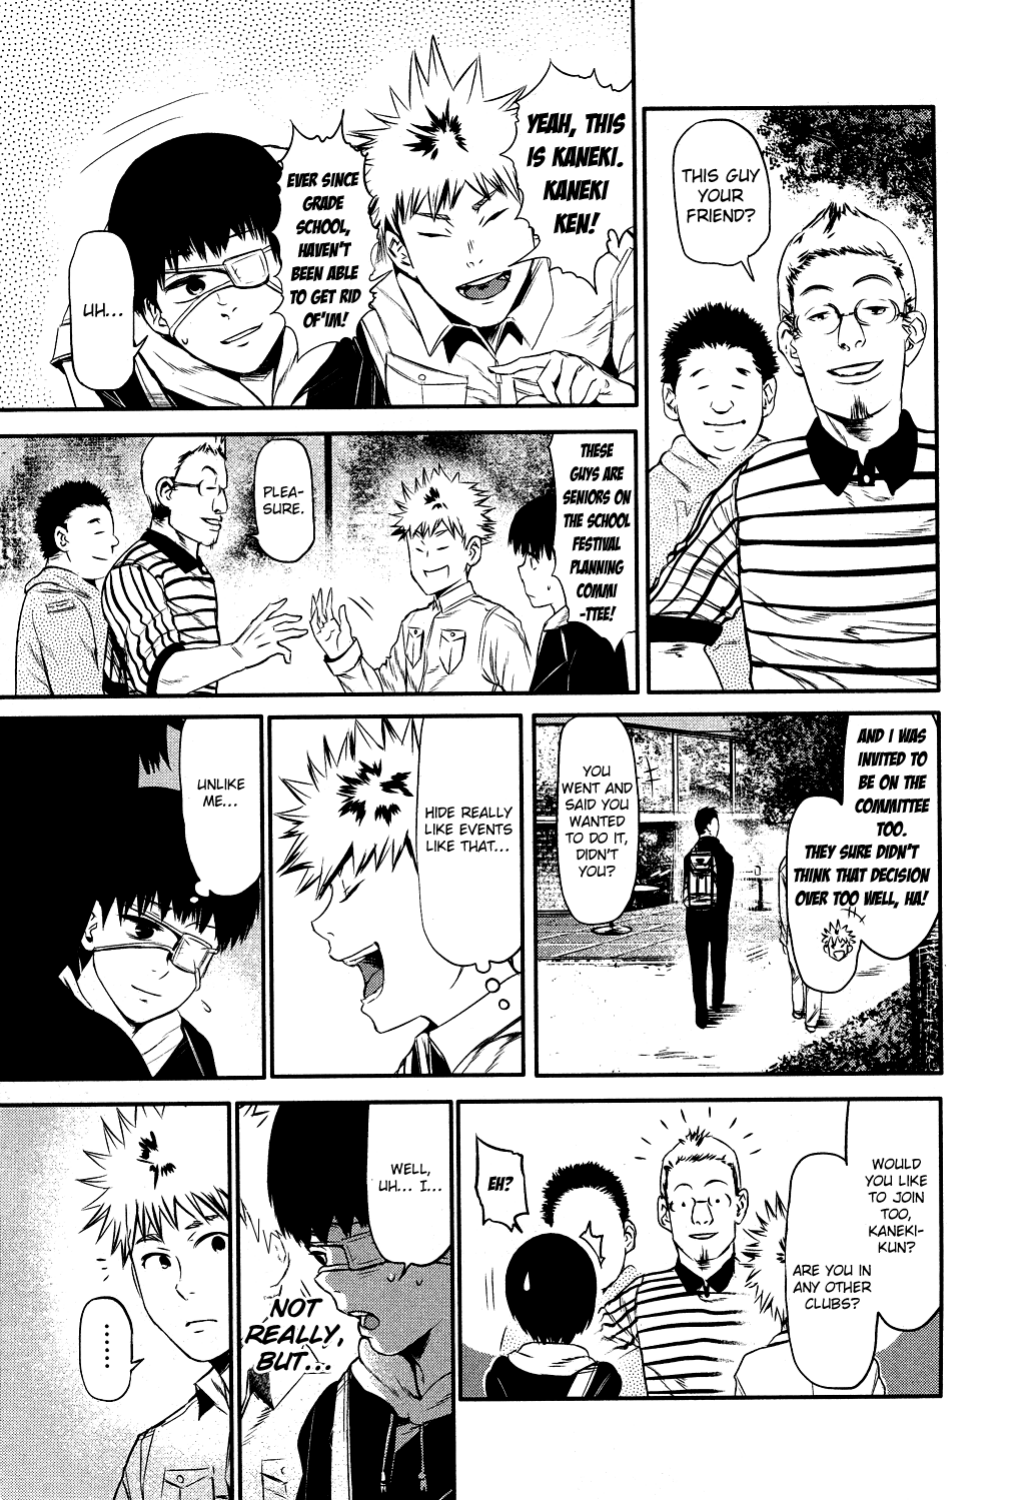 THIS GUY
YOUR
FRIEND?
YEAH, THIS
IS KANEKI.
KANEKI
KEN!
EVER SINCE
GRADE
SCHOOL,
HAVEN'T
BEEN ABLE
TO GET RID
OF 'IM!
UH...
THESE
GUYS ARE
SENIORS ON
THE SCHOOL
FESTIVAL
PLANNING
COMMI
-TTEE!
PLEA-
SURE.
AND I WAS
INVITED TO
BE ON THE
COMMITTEE
TOO.
THEY SURE DIDN'T
THINK THAT DECISION
OVER TOO WELL, HA!
YOU
WENT AND
SAID YOU
WANTED
TO DO IT,
DIDN'T
YOU?
HIDE REALLY
LIKE EVENTS
LIKE THAT...
UNLIKE
ME...
WOULD
YOU LIKE
TO JOIN
TOO,
KANEKI-
KUN?
ARE YOU IN
ANY OTHER
CLUBS?
EH?
WELL,
UH... I...
NOT
REALLY,
BUT...
......